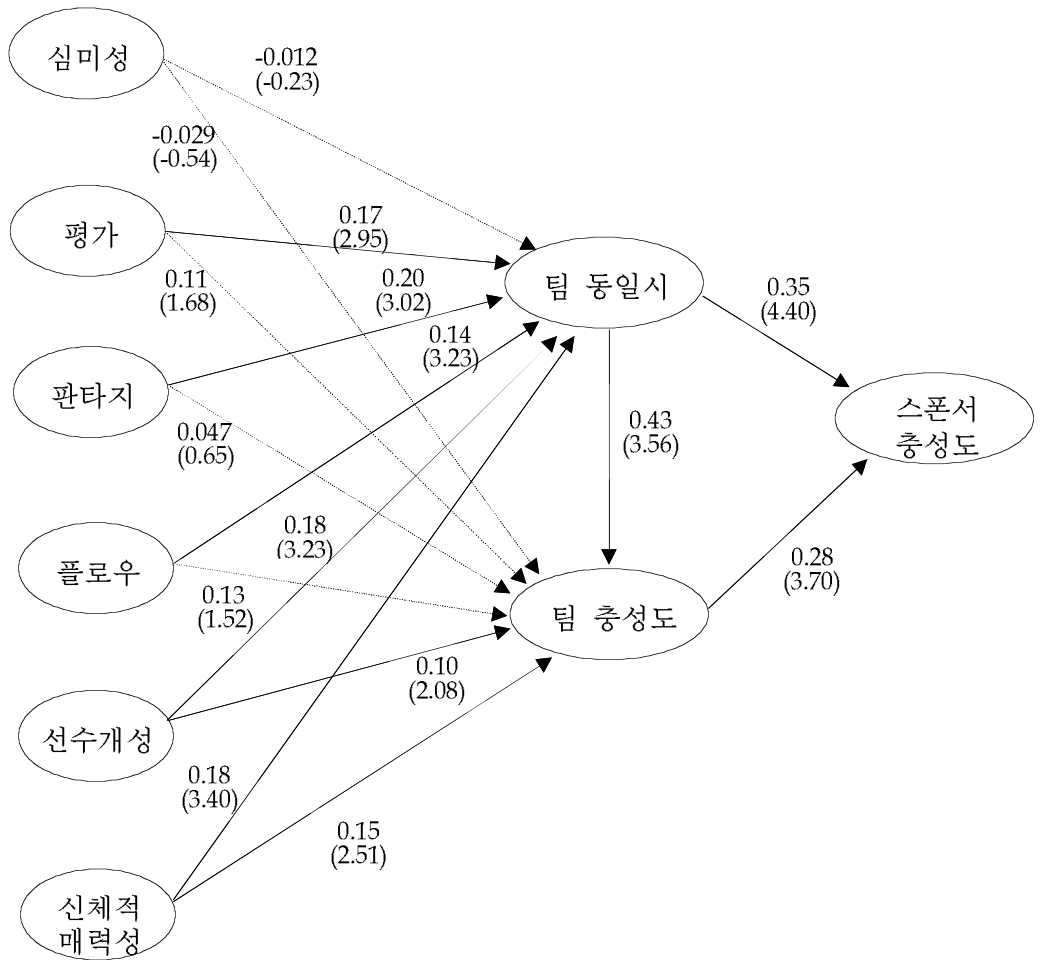 심미성
-0.012
(-0.23)
-0.029
(-0.54)
평가
0.17
(2.95)
0.11
(1.68)
0.20
(3.02)
팀 동일시
0.35
(4.40)
0.14
(3.23)
판타지
0.047
(0.65)
0.43
(3.56)
스폰서
충성도
0.18
(3.23)
플로우
0.13
(1.52)
0.28
(3.70)
팀 충성도
0.10
(2.08)
선수개성
0.18
(3.40)
0.15
(2.51)
신체적
매력성